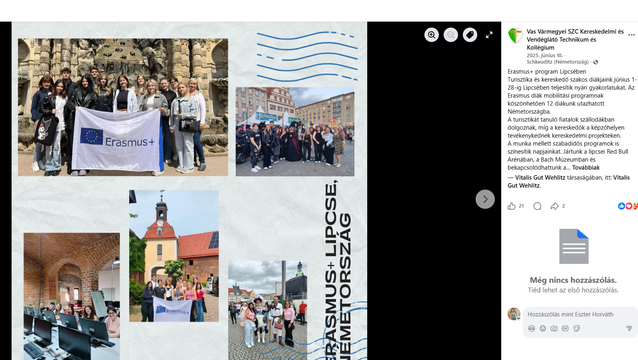 Erasmus+
ERASMUS+ LIPCSE,
NÉMETORSZÁG
Vas Vármegyei SZC Kereskedelmi és
Vendéglátó Technikum és
Kollégium
2025. június 10. ·
Schkeuditz (Németország) ·
Erasmus+ program Lipcsében
Turisztika és kereskedő szakos diákjaink június 1-
28-ig Lipcsében teljesítik nyári gyakorlatukat. Az
Erasmus diák mobilitási programnak
köszönhetően 12 diákunk utazhatott
Németországba.
A turisztikát tanuló fiatalok szállodákban
dolgoznak, míg a kereskedők a képzőhelyen
tevékenykednek kereskedelmi projekteken.
A munka mellett szabadidős programok is
színesítik napjainkat. Jártunk a lipcsei Red Bull
Arénában, a Bach Múzeumban és
bekapcsolódhattunk a... Továbbiak
— Vitalis Gut Wehlitz társaságában, itt: Vitalis
Gut Wehlitz.
21
2
Még nincs hozzászólás.
Tiéd lehet az első hozzászólás.
Hozzászólás mint Eszter Horváth